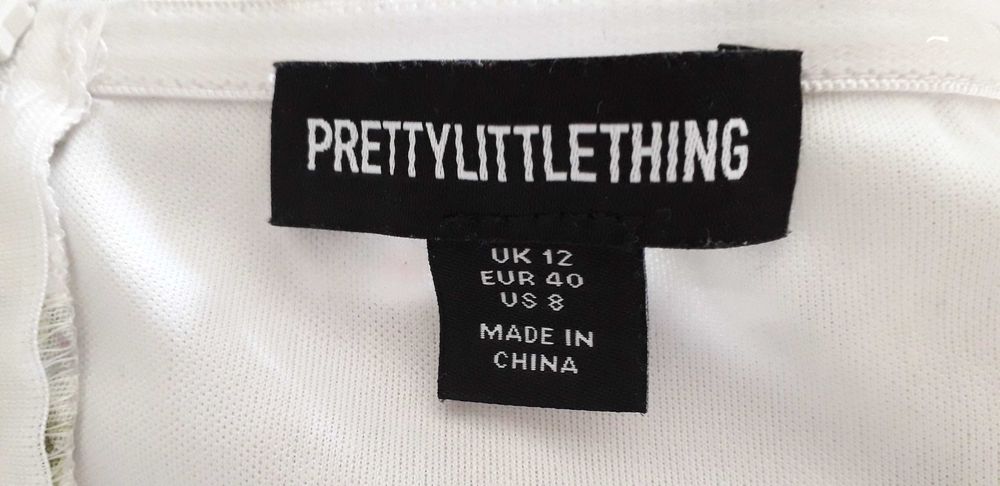 PRETTYLITTLETHING
UK 12
EUR 40
US 8
MADE IN
CHINA